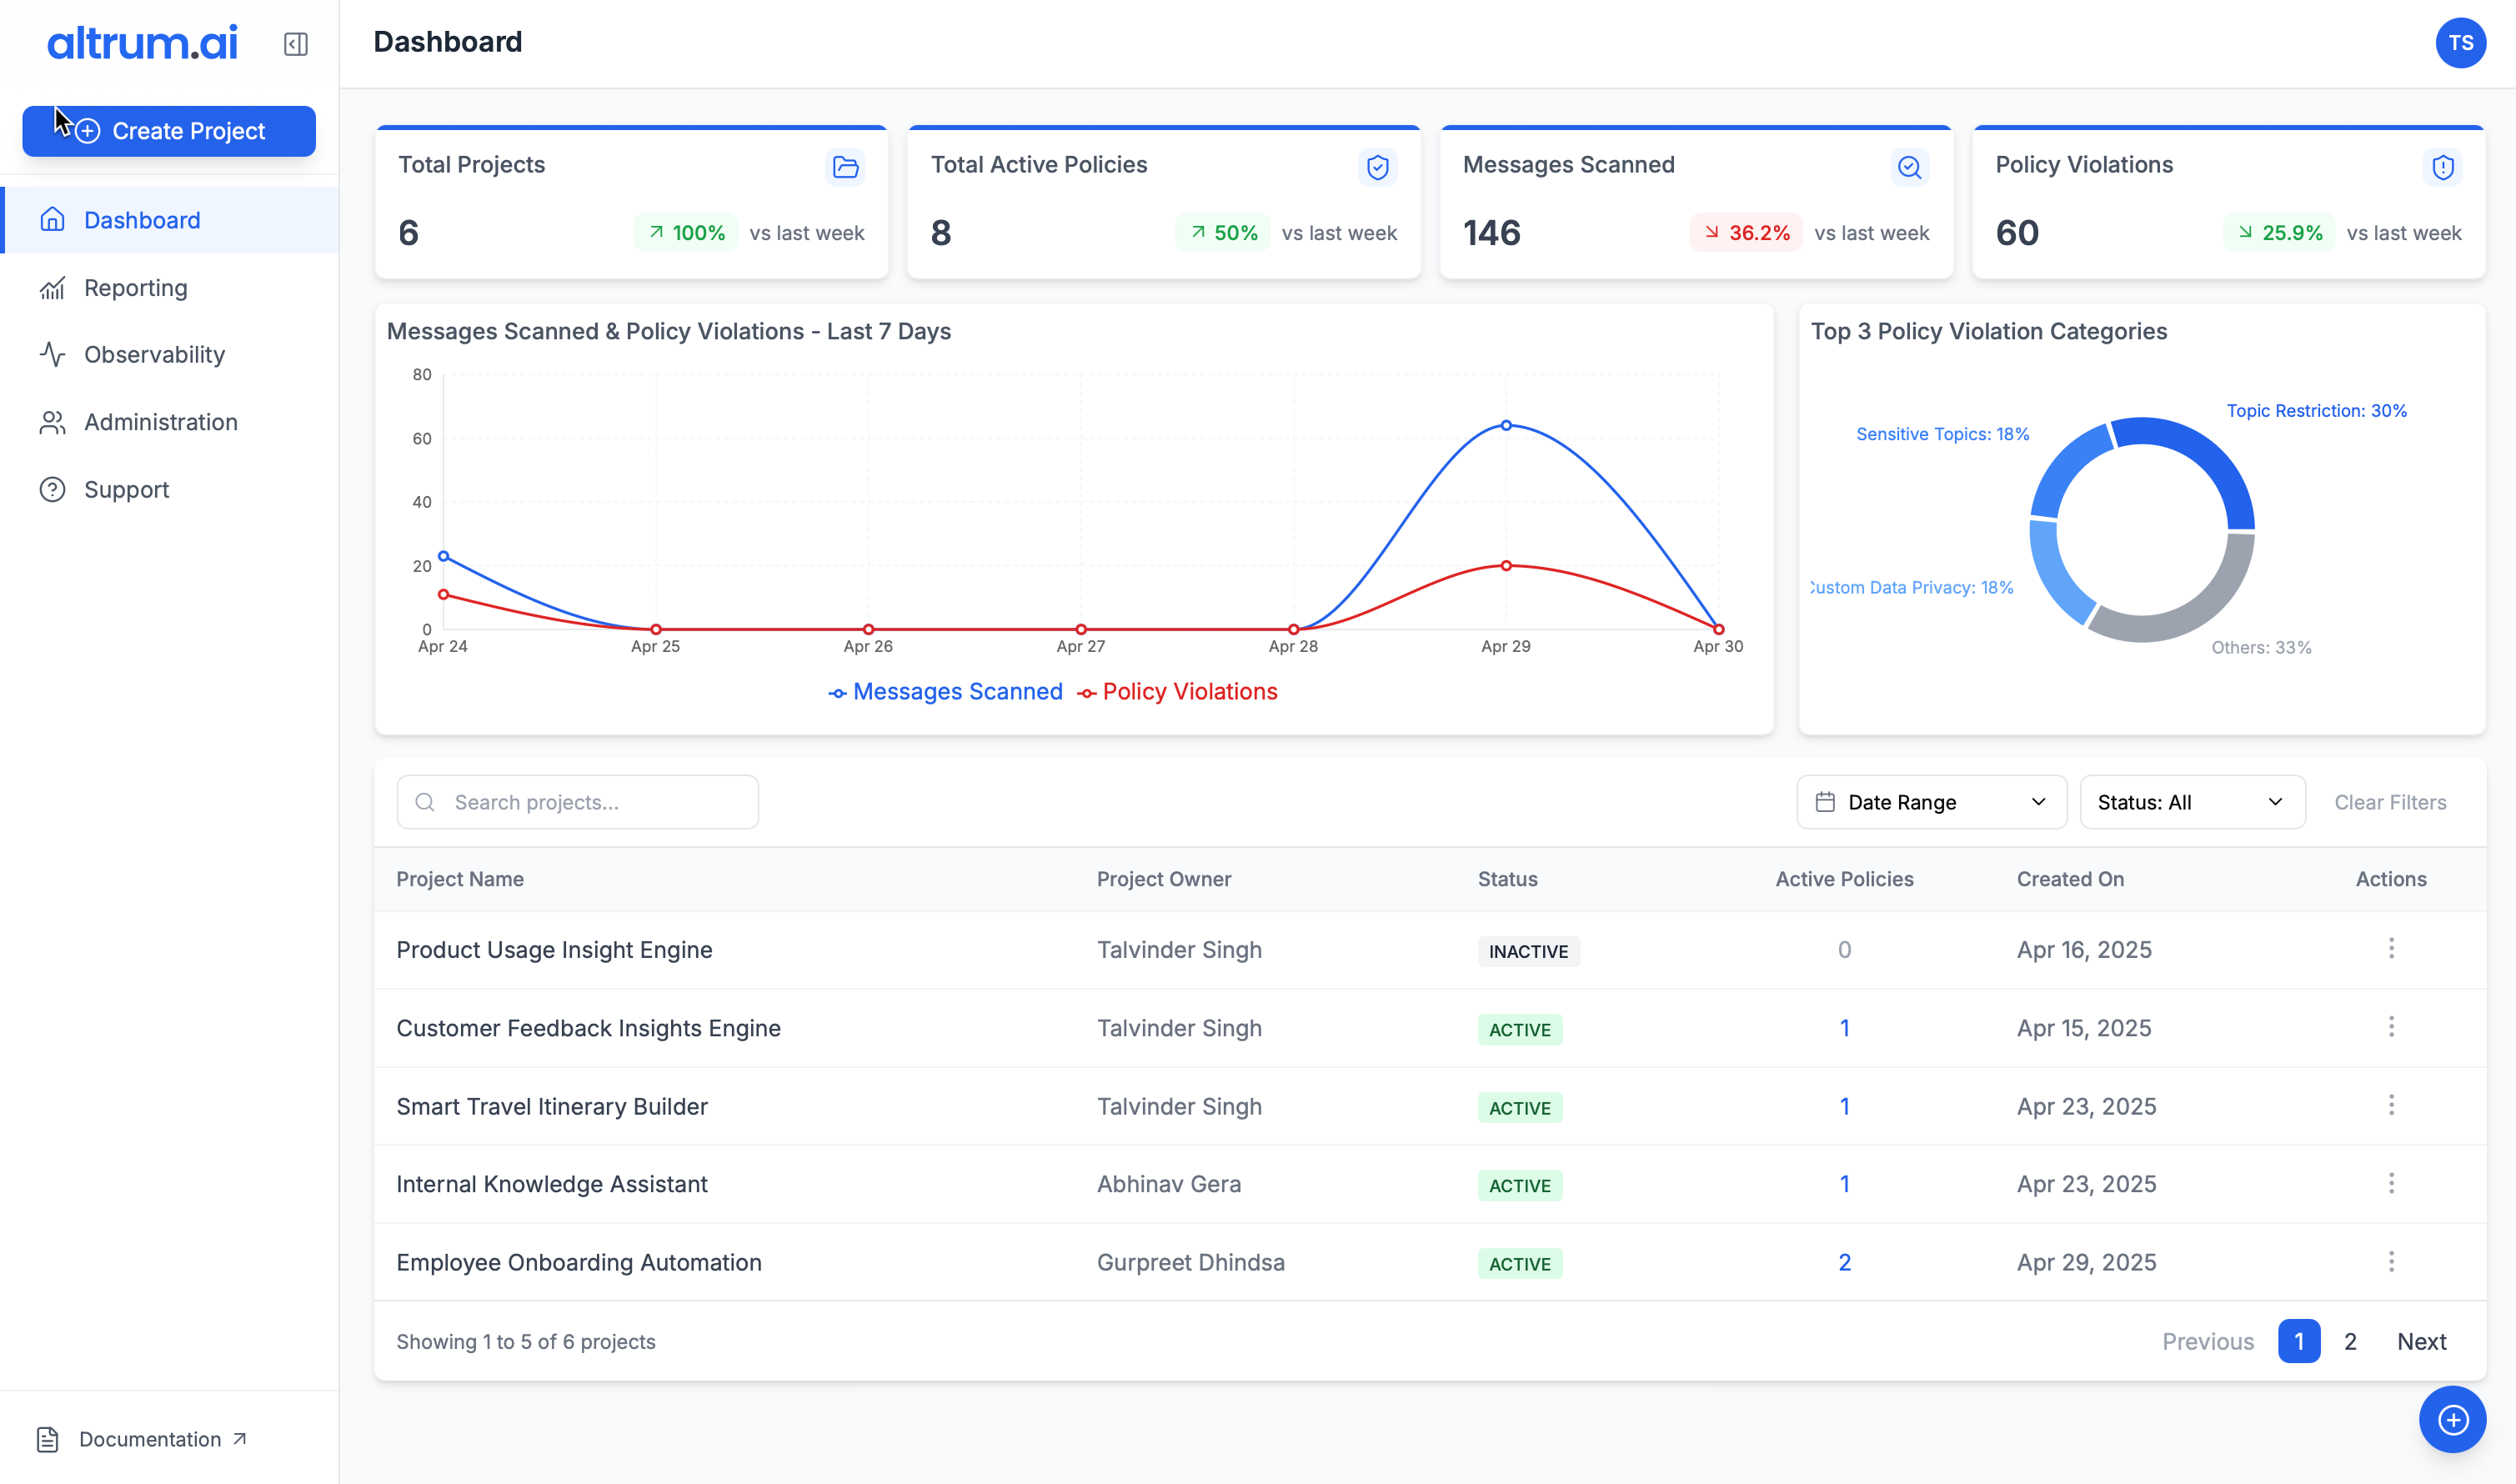 altrum.ai
Dashboard
TS
Create Project
Dashboard
Reporting
Observability
Administration
Support
Documentation
Total Projects
6
100% vs last week
Total Active Policies
8
50% vs last week
Messages Scanned
146
36.2% vs last week
Policy Violations
60
25.9% vs last week
Messages Scanned & Policy Violations - Last 7 Days
80
60
40
20
0
Apr 24 Apr 25 Apr 26 Apr 27 Apr 28 Apr 29 Apr 30
Messages Scanned Policy Violations
Top 3 Policy Violation Categories
Topic Restriction: 30%
Sensitive Topics: 18%
Custom Data Privacy: 18%
Others: 33%
Search projects...
Date Range
Status: All
Clear Filters
Project Name Project Owner Status Active Policies Created On Actions
Product Usage Insight Engine Talvinder Singh INACTIVE 0 Apr 16, 2025
Customer Feedback Insights Engine Talvinder Singh ACTIVE 1 Apr 15, 2025
Smart Travel Itinerary Builder Talvinder Singh ACTIVE 1 Apr 23, 2025
Internal Knowledge Assistant Abhinav Gera ACTIVE 1 Apr 23, 2025
Employee Onboarding Automation Gurpreet Dhindsa ACTIVE 2 Apr 29, 2025
Showing 1 to 5 of 6 projects
Previous 1 2 Next